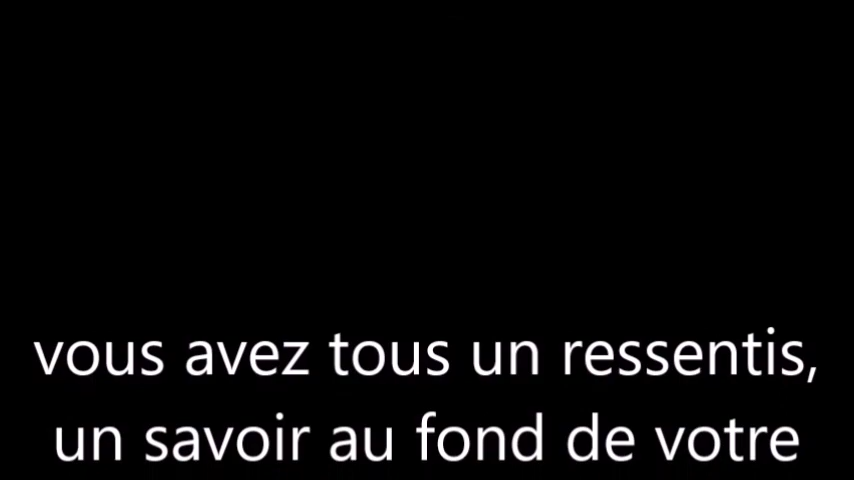 vous avez tous un ressentis,
un savoir au fond de votre